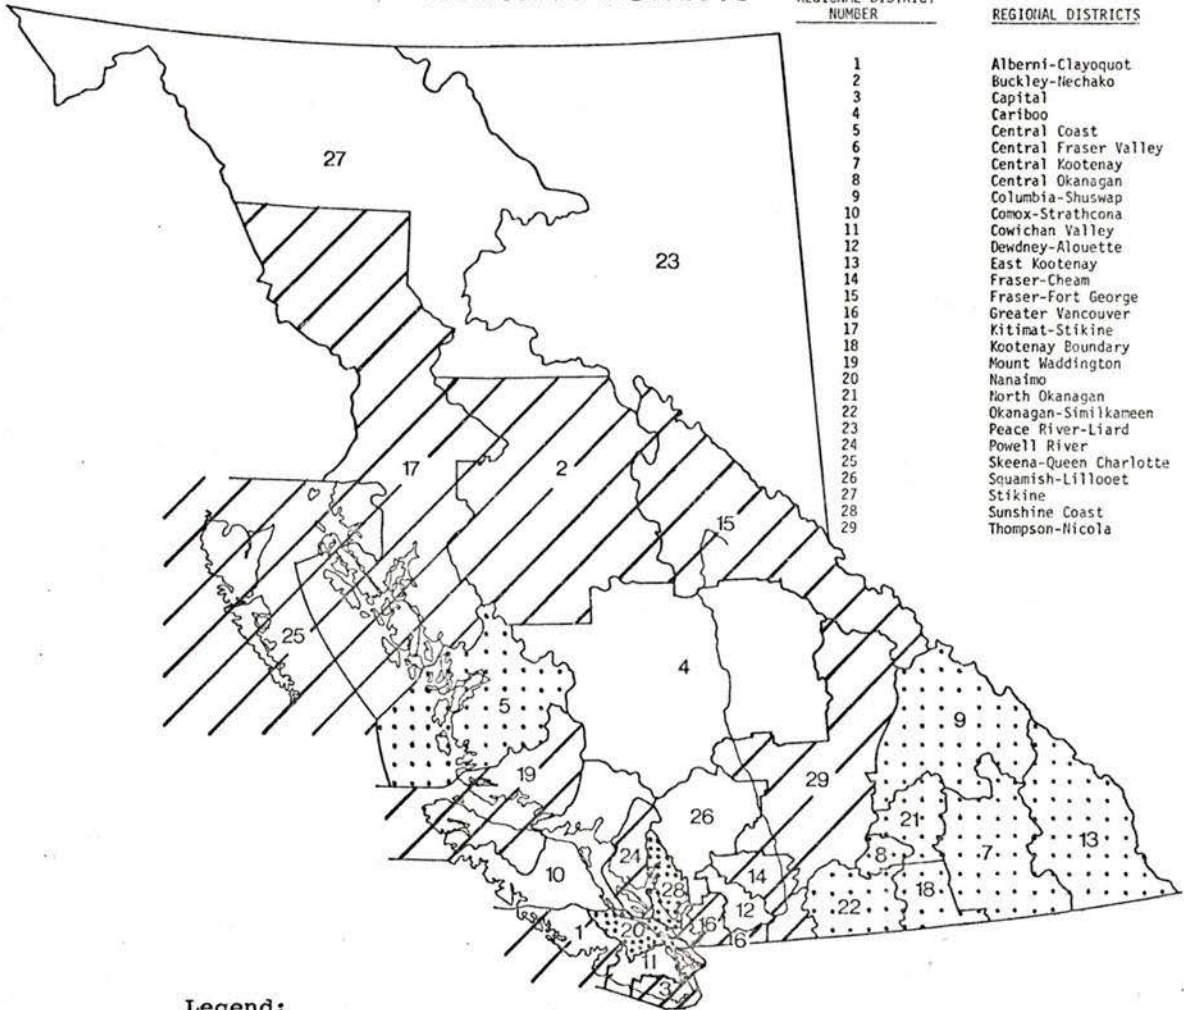 NUMBER REGIONAL DISTRICTS
1 Alberni-Clayoquot
2 Buckley-Nechako
3 Capital
4 Cariboo
5 Central Coast
6 Central Fraser Valley
7 Central Kootenay
8 Central Okanagan
9 Columbia-Shuswap
10 Comox-Strathcona
11 Cowichan Valley
12 Dewdney-Alouette
13 East Kootenay
14 Fraser-Cheam
15 Fraser-Fort George
16 Greater Vancouver
17 Kitimat-Stikine
18 Kootenay Boundary
19 Mount Waddington
20 Nanaimo
21 North Okanagan
22 Okanagan-Similkameen
23 Peace River-Liard
24 Powell River
25 Skeena-Queen Charlotte
26 Squamish-Lillooet
27 Stikine
28 Sunshine Coast
29 Thompson-Nicola
27
23
17
2
15
25
4
5
9
19
29
26
21
13
24
8
7
10
14
28
18
22
12
16
1
20
6
11
3
Legend: